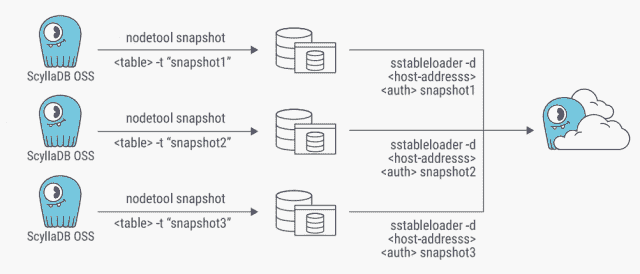 nodetool snapshot
<table> -t “snapshot1”
ScyllaDB OSS
sstableloader -d
<host-addresss>
<auth> snapshot1
nodetool snapshot
<table> -t “snapshot2”
ScyllaDB OSS
sstableloader -d
<host-addresss>
<auth> snapshot2
nodetool snapshot
<table> -t “snapshot3”
ScyllaDB OSS
sstableloader -d
<host-addresss>
<auth> snapshot3